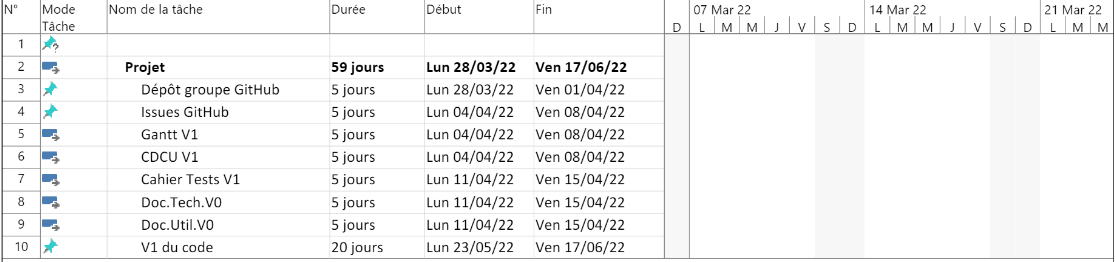 N° Mode Tâche Nom de la tâche Durée Début Fin 07 Mar 22 14 Mar 22 21 Mar 22
D L M M J V S D L M M J V S D L M M
1
2 Projet 59 jours Lun 28/03/22 Ven 17/06/22
3 Dépôt groupe GitHub 5 jours Lun 28/03/22 Ven 01/04/22
4 Issues GitHub 5 jours Lun 04/04/22 Ven 08/04/22
5 Gantt V1 5 jours Lun 04/04/22 Ven 08/04/22
6 CDCU V1 5 jours Lun 04/04/22 Ven 08/04/22
7 Cahier Tests V1 5 jours Lun 11/04/22 Ven 15/04/22
8 Doc.Tech.V0 5 jours Lun 11/04/22 Ven 15/04/22
9 Doc.Util.V0 5 jours Lun 11/04/22 Ven 15/04/22
10 V1 du code 20 jours Lun 23/05/22 Ven 17/06/22